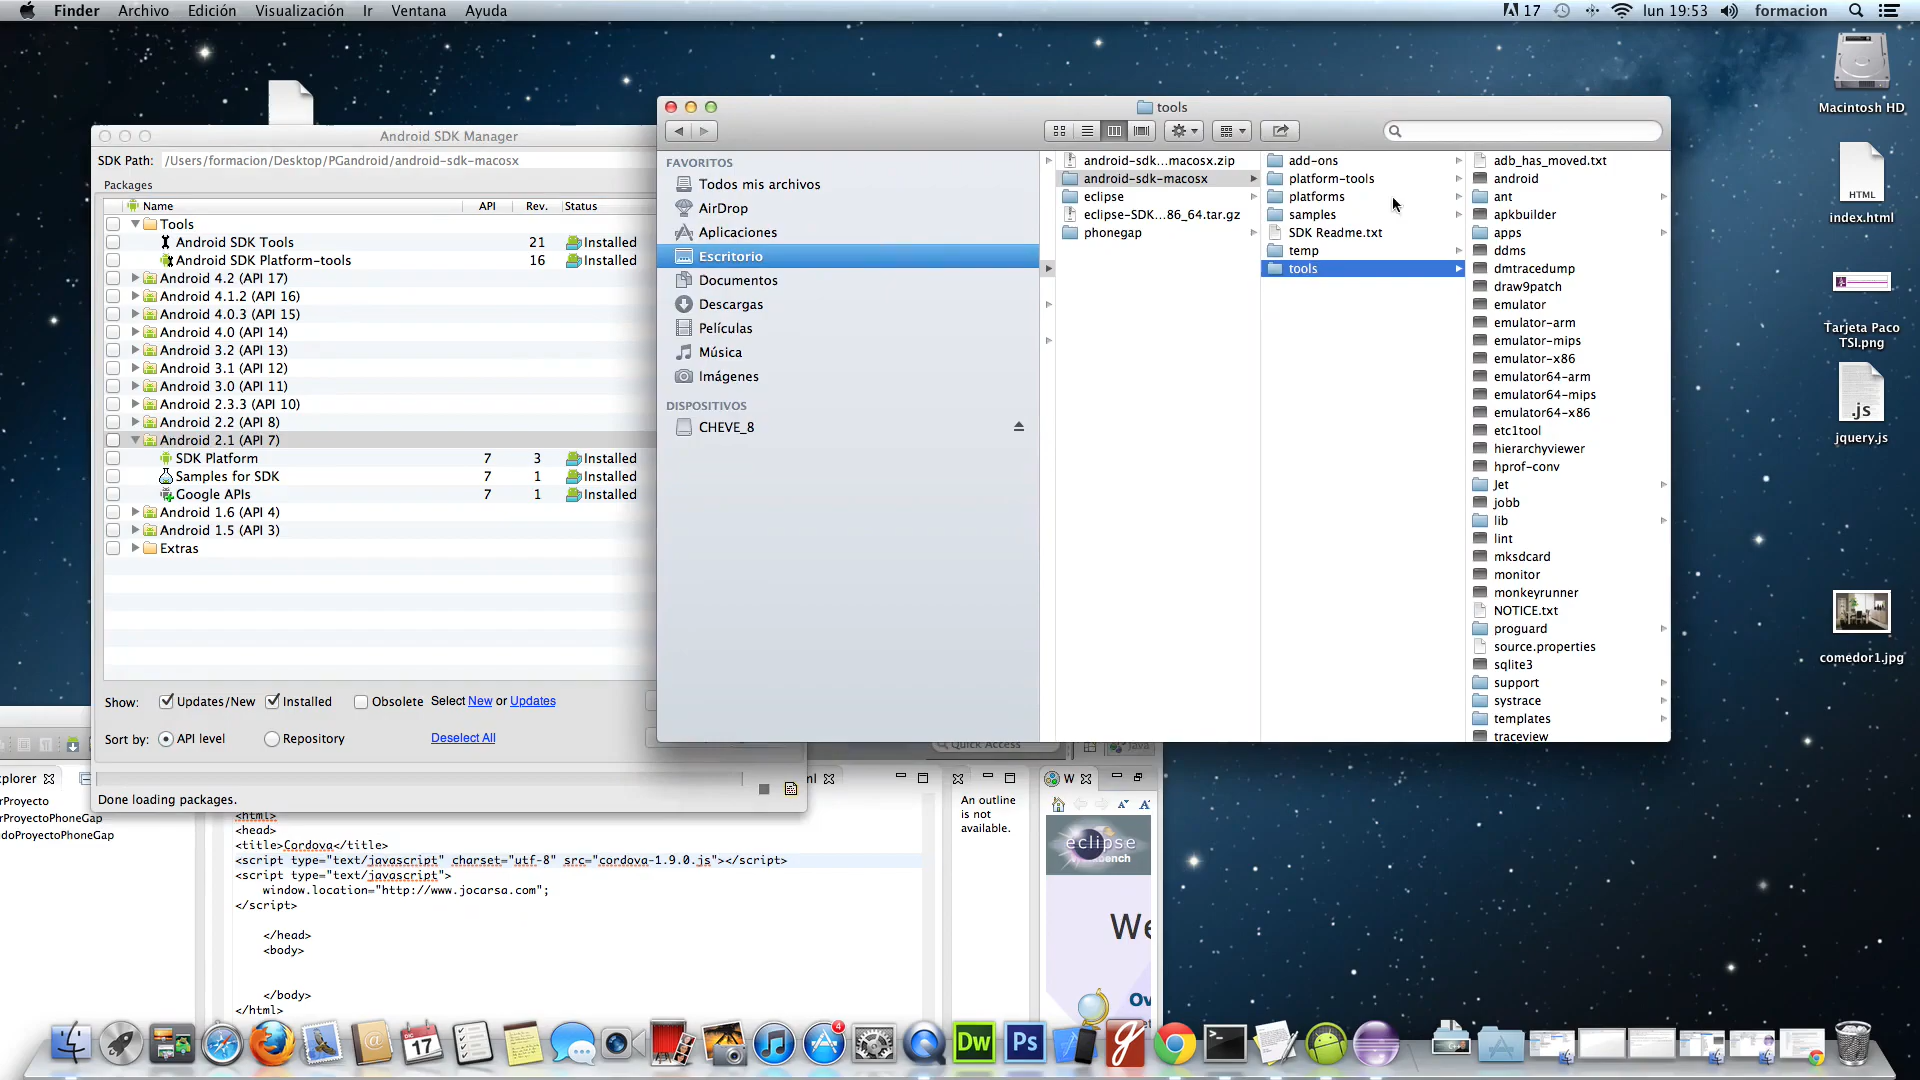 Finder Archivo Edición Visualización Ir Ventana Ayuda
17 lun 19:53 formacion
Android SDK Manager
SDK Path: /Users/formacion/Desktop/PGandroid/android-sdk-macosx
Packages
Name API Rev. Status
Tools
Android SDK Tools 21 Installed
Android SDK Platform-tools 16 Installed
Android 4.2 (API 17)
Android 4.1.2 (API 16)
Android 4.0.3 (API 15)
Android 4.0 (API 14)
Android 3.2 (API 13)
Android 3.1 (API 12)
Android 3.0 (API 11)
Android 2.3.3 (API 10)
Android 2.2 (API 8)
Android 2.1 (API 7)
SDK Platform 7 3 Installed
Samples for SDK 7 1 Installed
Google APIs 7 1 Installed
Android 1.6 (API 4)
Android 1.5 (API 3)
Extras
Show: Updates/New Installed Obsolete Select New or Updates
Sort by: API level Repository Deselect All
Done loading packages.
tools
FAVORITOS
Todos mis archivos
AirDrop
Aplicaciones
Escritorio
Documentos
Descargas
Películas
Música
Imágenes
DISPOSITIVOS
CHEVE_8
android-sdk...macosx.zip
android-sdk-macosx
eclipse
eclipse-SDK...86_64.tar.gz
phonegap
add-ons
platform-tools
platforms
samples
SDK Readme.txt
temp
tools
adb_has_moved.txt
android
ant
apkbuilder
apps
ddms
dmtracedump
draw9patch
emulator
emulator-arm
emulator-mips
emulator-x86
emulator64-arm
emulator64-mips
emulator64-x86
etc1tool
hierarchyviewer
hprof-conv
Jet
jobb
lib
lint
mksdcard
monitor
monkeyrunner
NOTICE.txt
proguard
source.properties
sqlite3
support
systrace
templates
traceview
Macintosh HD
HTML
index.html
Tarjeta Paco
TSI.png
.js
jquery.js
comedor1.jpg
Quick Access Java
xplorer
rProyecto
rProyectoPhoneGap
doProyectoPhoneGap
ml
<html>
<head>
<title>Cordova</title>
<script type="text/javascript" charset="utf-8" src="cordova-1.9.0.js"></script>
<script type="text/javascript">
window.location="http://www.jocarsa.com";
</script>
</head>
<body>
</body>
</html>
An outline
is not
available.
W
eclipse
We
Ov
17
4
Dw
Ps